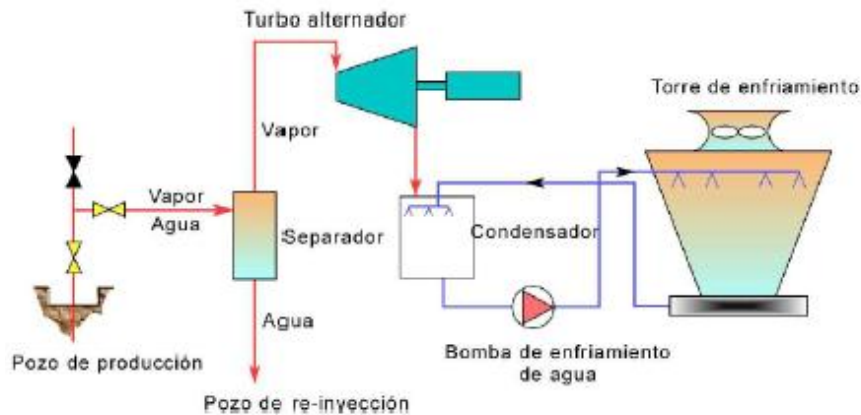 Turbo alternador
Torre de enfriamiento
Vapor
Vapor
Agua
Separador
Condensador
Agua
Pozo de producción
Bomba de enfriamiento
de agua
Pozo de re-inyección